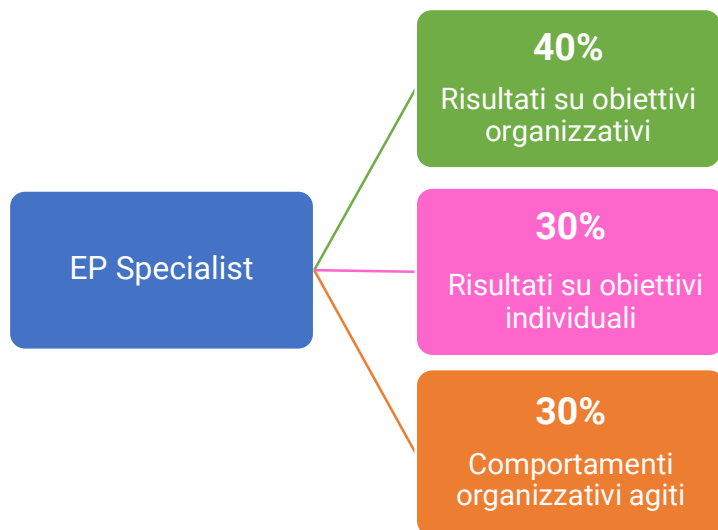 EP Specialist
40%
Risultati su obiettivi
organizzativi
30%
Risultati su obiettivi
individuali
30%
Comportamenti
organizzativi agiti